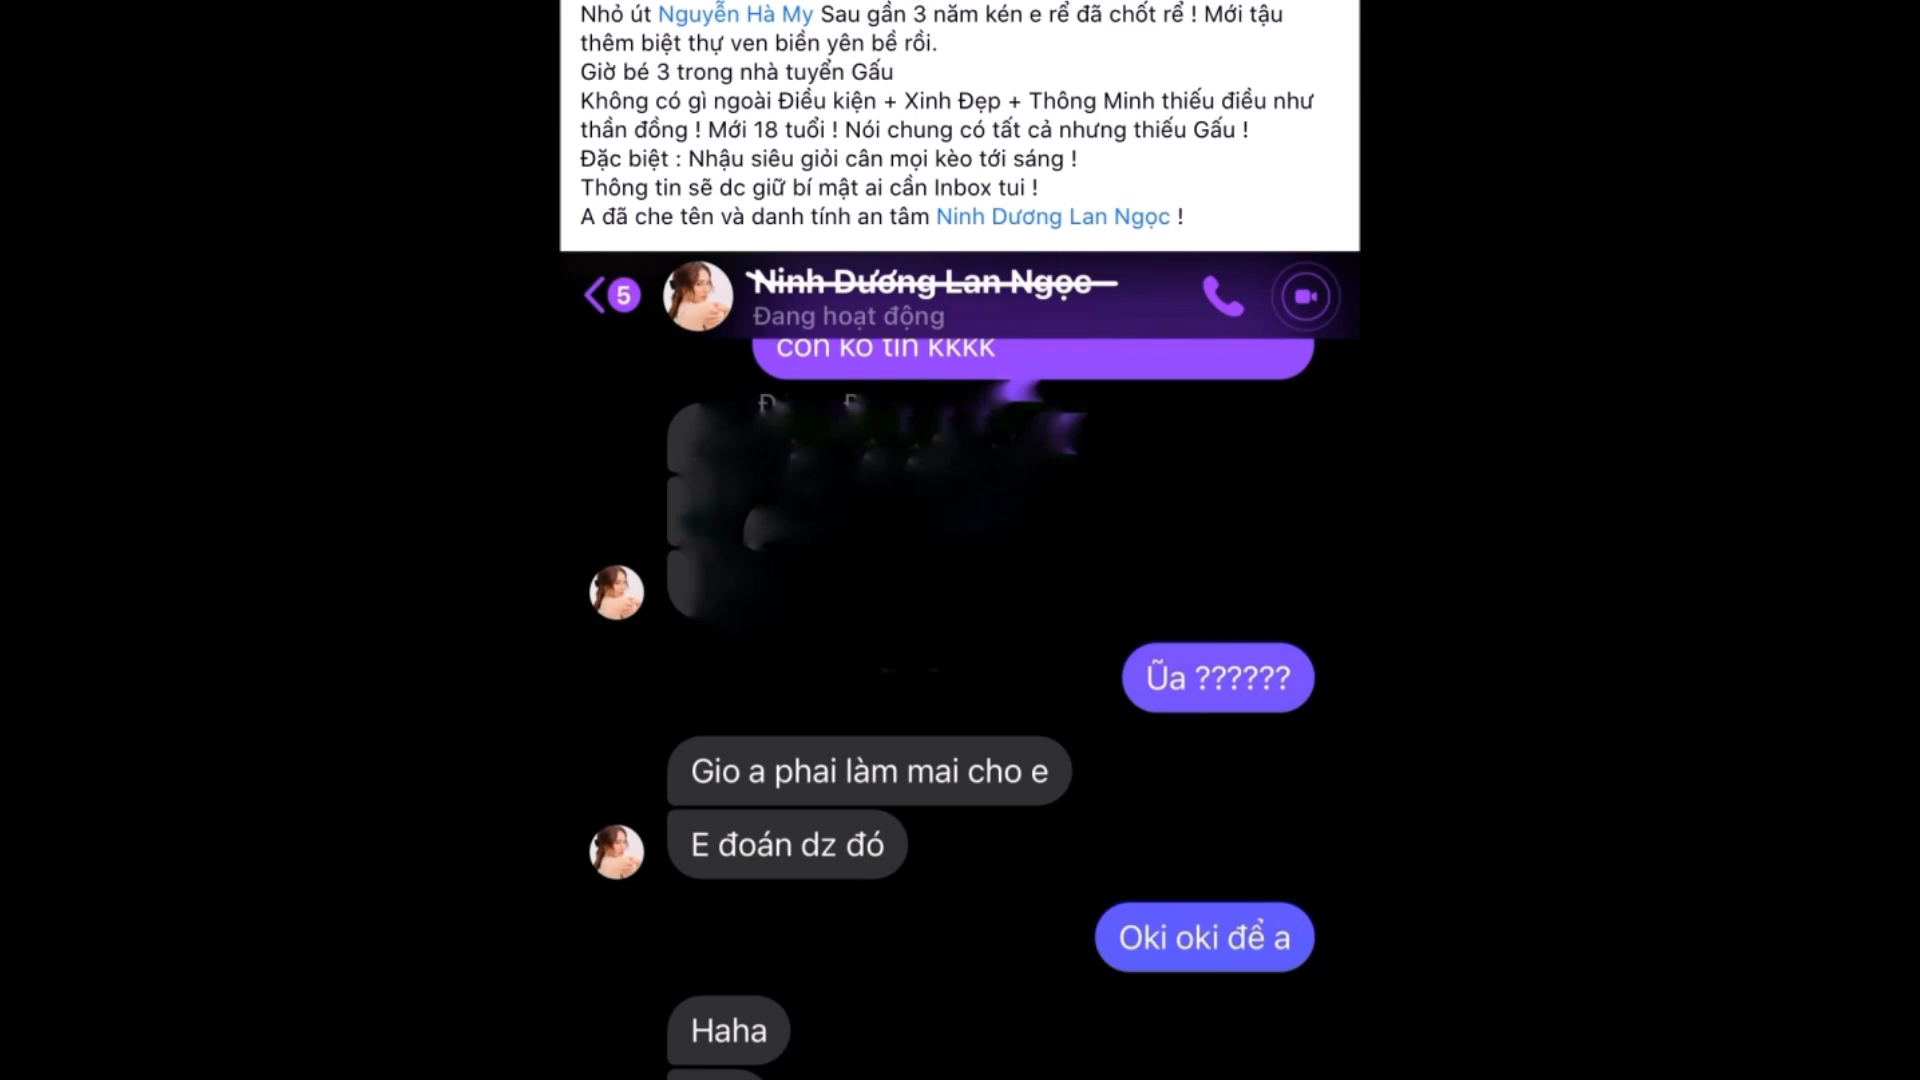 Nhỏ út Nguyễn Hà My Sau gần 3 năm kén e rể đã chốt rể ! Mới tậu
thêm biệt thự ven biển yên bề rồi.
Giờ bé 3 trong nhà tuyển Gấu
Không có gì ngoài Điều kiện + Xinh Đẹp + Thông Minh thiếu điều như
thần đồng ! Mới 18 tuổi ! Nói chung có tất cả nhưng thiếu Gấu !
Đặc biệt : Nhậu siêu giỏi cân mọi kèo tới sáng !
Thông tin sẽ dc giữ bí mật ai cần Inbox tui !
A đã che tên và danh tính an tâm Ninh Dương Lan Ngọc !
5
Ninh Dương Lan Ngọc
Đang hoạt động
con ko tin kkkk
Ũa ??????
Gio a phai làm mai cho e
E đoán dz đó
Oki oki để a
Haha